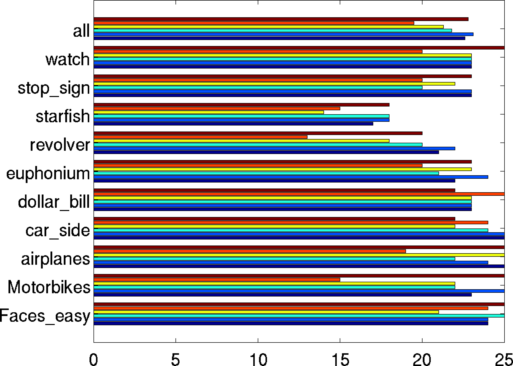 all
watch
stop_sign
starfish
revolver
euphonium
dollar_bill
car_side
airplanes
Motorbikes
Faces_easy
0 5 10 15 20 25